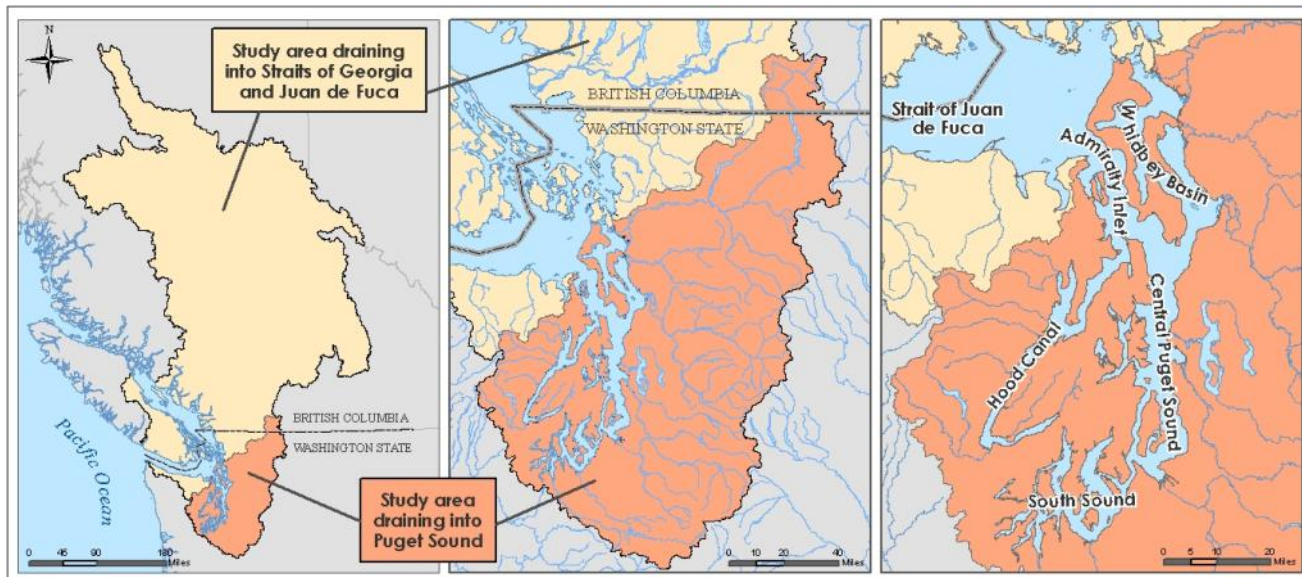 N
Study area draining
into Straits of Georgia
and Juan de Fuca
BRITISH COLUMBIA
WASHINGTON STATE
Pacific Ocean
0 45 90 180
Miles
BRITISH COLUMBIA
WASHINGTON STATE
Study area
draining into
Puget Sound
0 10 20 40
Miles
Strait of Juan
de Fuca
Whidbey Basin
Admiralty Inlet
Hood Canal
Central Puget Sound
South Sound
0 5 10 20
Miles